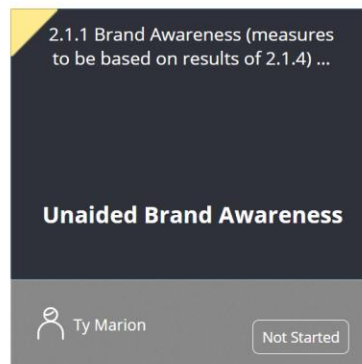 2.1.1 Brand Awareness (measures
to be based on results of 2.1.4) ...
Unaided Brand Awareness
Ty Marion
Not Started